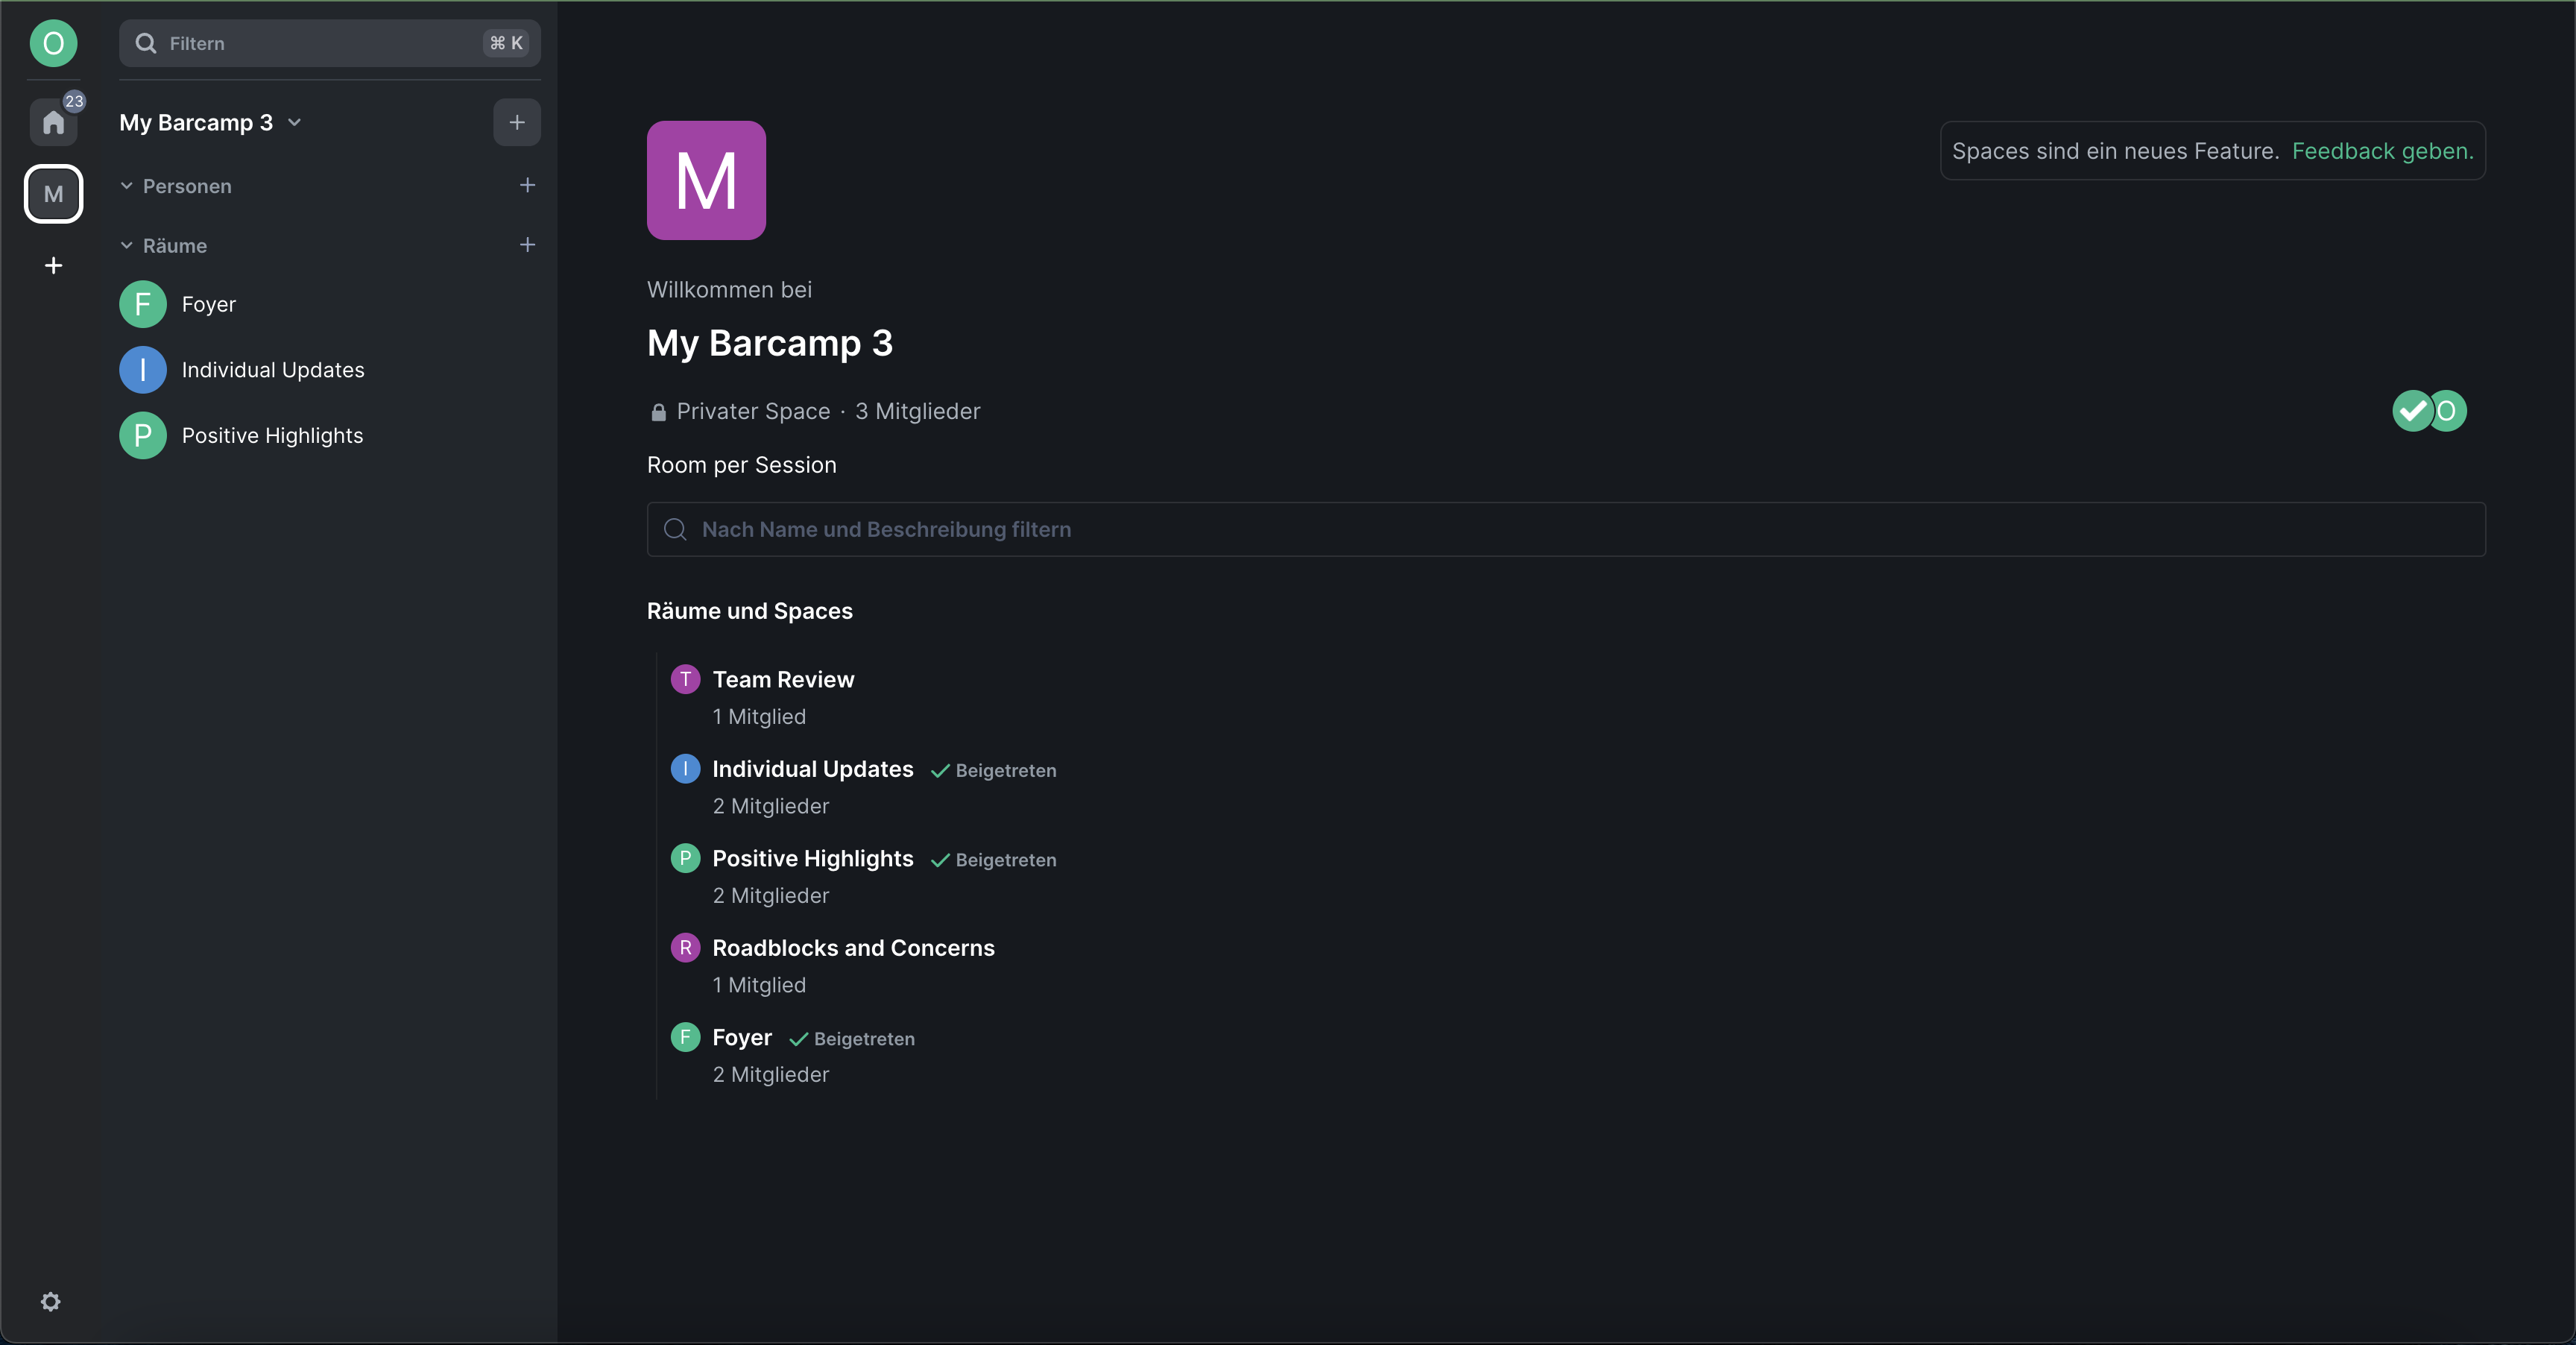 O
Filtern
⌘ K
23
My Barcamp 3
M
Personen
Räume
F
Foyer
I
Individual Updates
P
Positive Highlights
M
Spaces sind ein neues Feature. Feedback geben.
Willkommen bei
My Barcamp 3
Privater Space · 3 Mitglieder
O
Room per Session
Nach Name und Beschreibung filtern
Räume und Spaces
T Team Review
1 Mitglied
I Individual Updates Beigetreten
2 Mitglieder
P Positive Highlights Beigetreten
2 Mitglieder
R Roadblocks and Concerns
1 Mitglied
F Foyer Beigetreten
2 Mitglieder